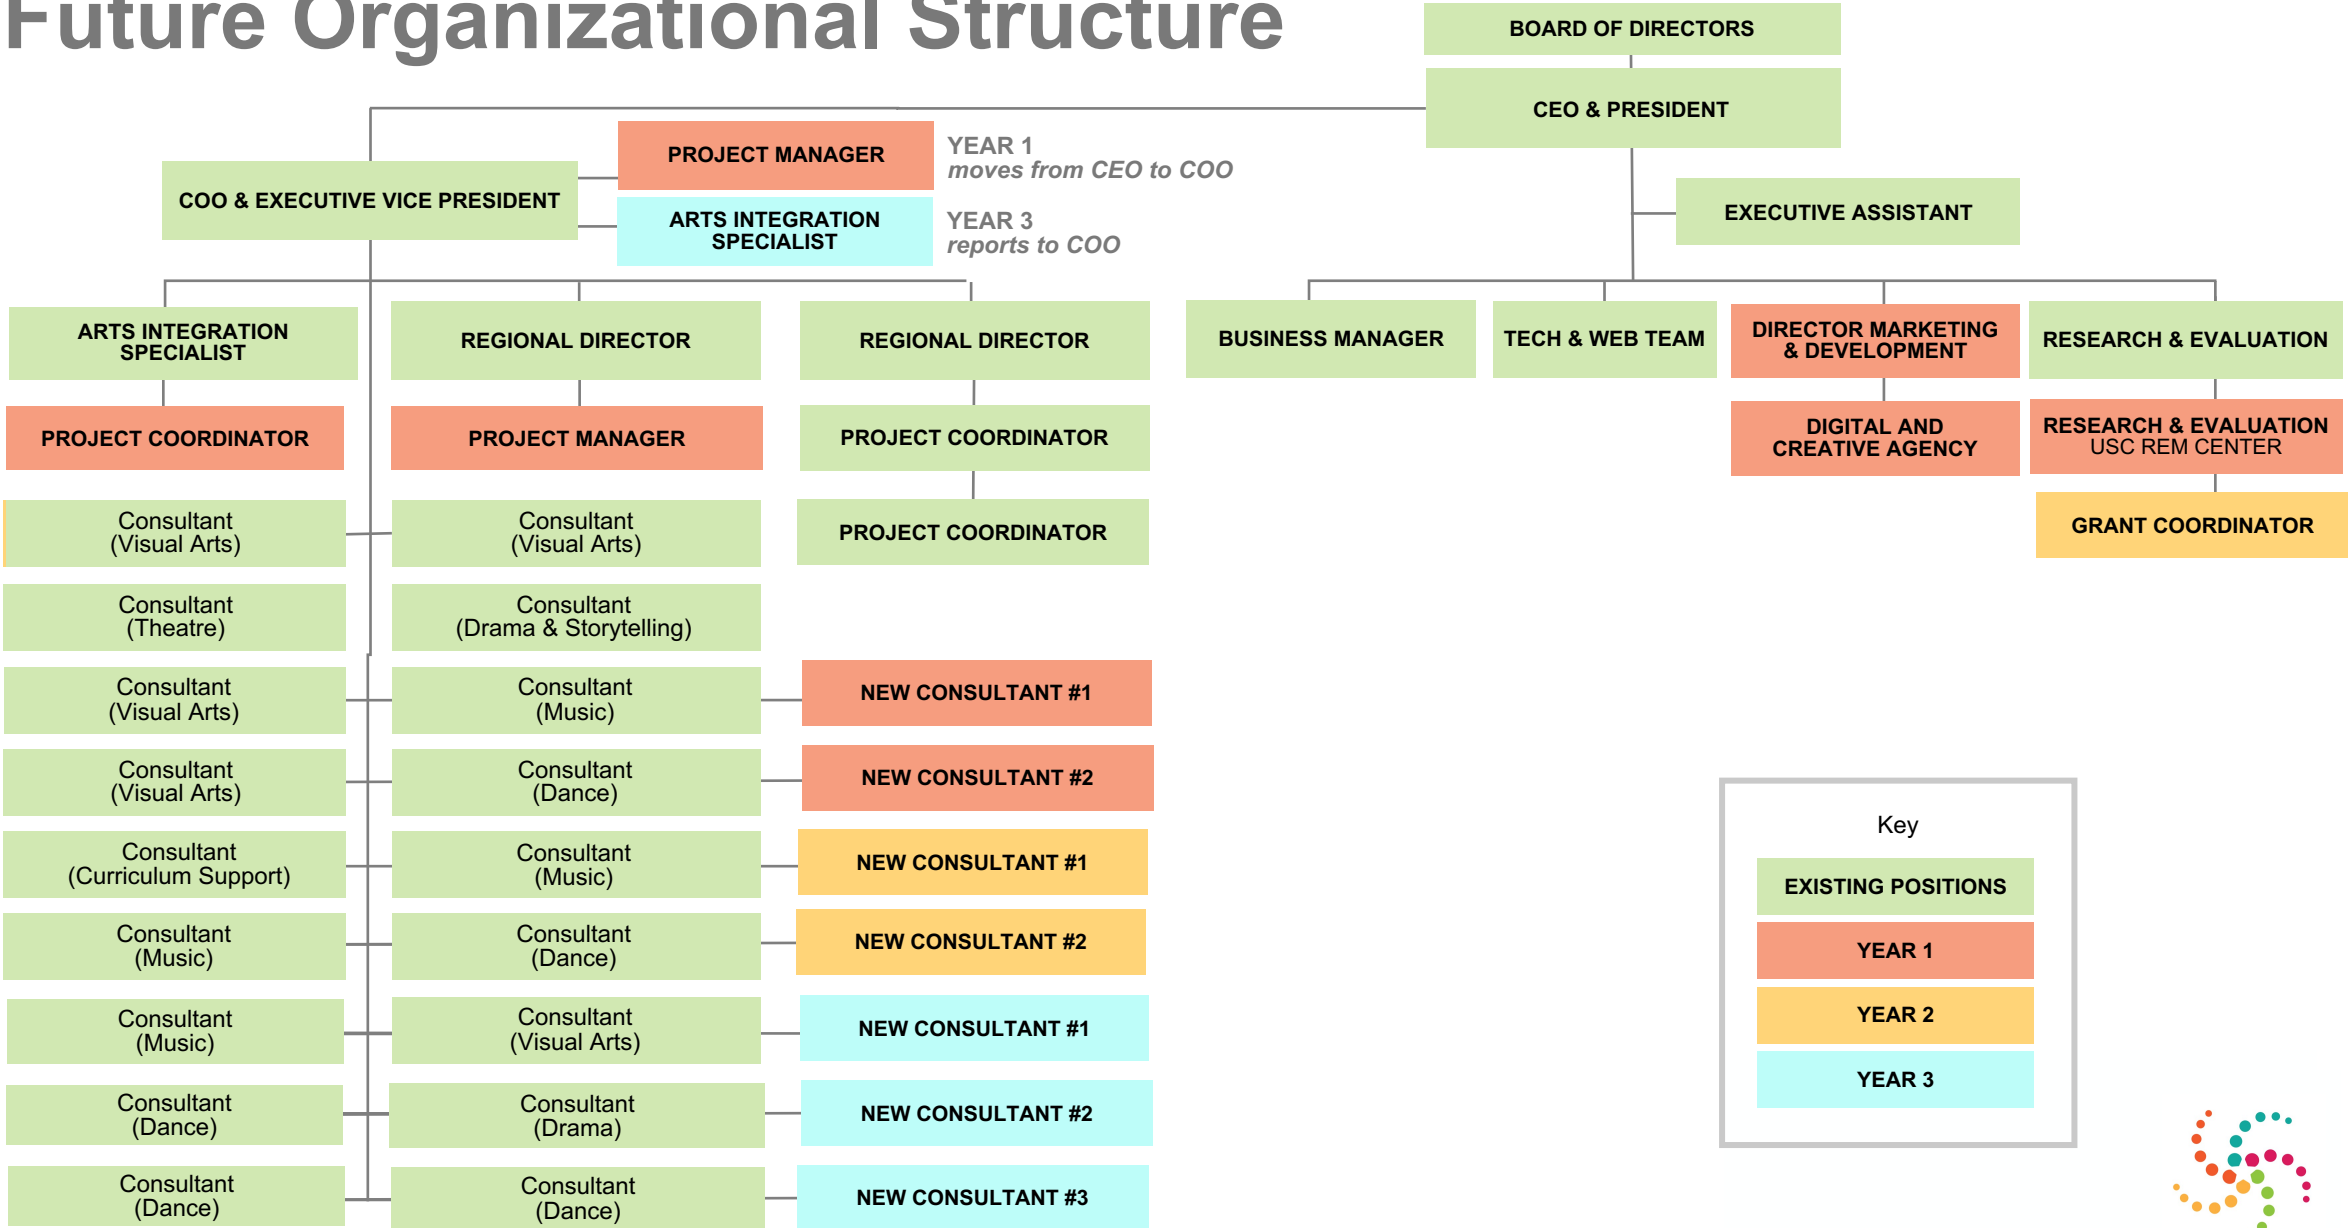 Future Organizational Structure
BOARD OF DIRECTORS
CEO & PRESIDENT
PROJECT MANAGER
YEAR 1
moves from CEO to COO
COO & EXECUTIVE VICE PRESIDENT
ARTS INTEGRATION
SPECIALIST
YEAR 3
reports to COO
EXECUTIVE ASSISTANT
ARTS INTEGRATION
SPECIALIST
REGIONAL DIRECTOR
REGIONAL DIRECTOR
BUSINESS MANAGER
TECH & WEB TEAM
DIRECTOR MARKETING
& DEVELOPMENT
RESEARCH & EVALUATION
PROJECT COORDINATOR
PROJECT MANAGER
PROJECT COORDINATOR
DIGITAL AND
CREATIVE AGENCY
RESEARCH & EVALUATION
USC REM CENTER
Consultant
(Visual Arts)
Consultant
(Visual Arts)
PROJECT COORDINATOR
GRANT COORDINATOR
Consultant
(Theatre)
Consultant
(Drama & Storytelling)
Consultant
(Visual Arts)
Consultant
(Music)
NEW CONSULTANT #1
Consultant
(Visual Arts)
Consultant
(Dance)
NEW CONSULTANT #2
Consultant
(Curriculum Support)
Consultant
(Music)
NEW CONSULTANT #1
Consultant
(Music)
Consultant
(Dance)
NEW CONSULTANT #2
Consultant
(Music)
Consultant
(Visual Arts)
NEW CONSULTANT #1
Consultant
(Dance)
Consultant
(Drama)
NEW CONSULTANT #2
Consultant
(Dance)
Consultant
(Dance)
NEW CONSULTANT #3
Key
EXISTING POSITIONS
YEAR 1
YEAR 2
YEAR 3